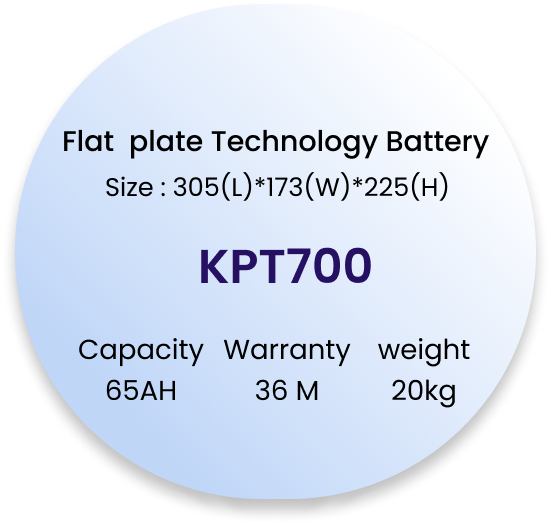 Flat plate Technology Battery
Size : 305(L)*173(W)*225(H)
KPT700
Capacity Warranty weight
65AH 36 M 20kg